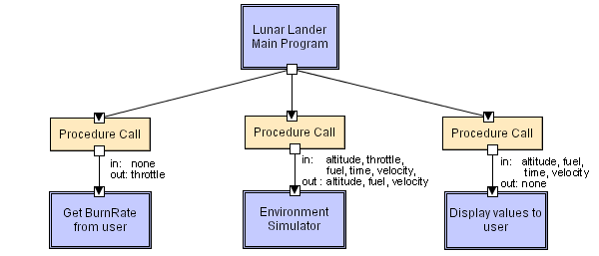 Lunar Lander
Main Program
Procedure Call
Procedure Call
Procedure Call
in: none
out: throttle
in: altitude, throttle,
fuel, time, velocity,
out : altitude, fuel, velocity
in: altitude, fuel,
time, velocity
out: none
Get BurnRate
from user
Environment
Simulator
Display values to
user